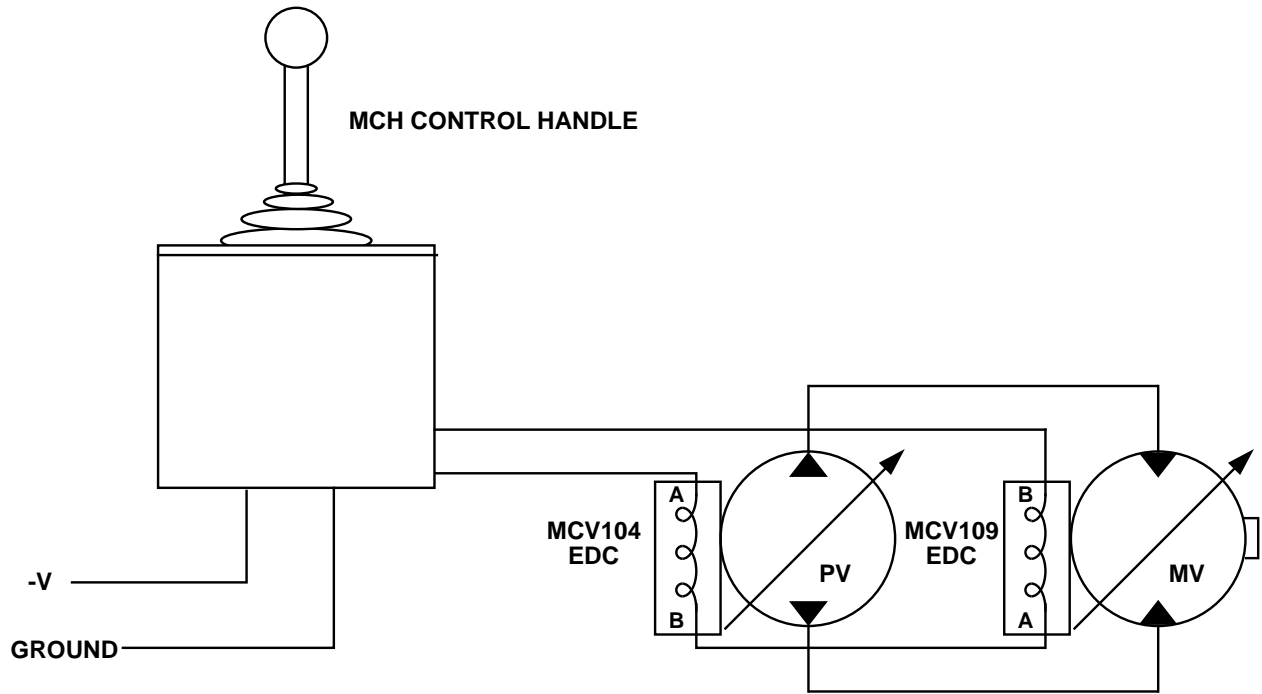 MCH CONTROL HANDLE
A
MCV104
EDC
B
PV
B
MCV109
EDC
A
MV
-V
GROUND